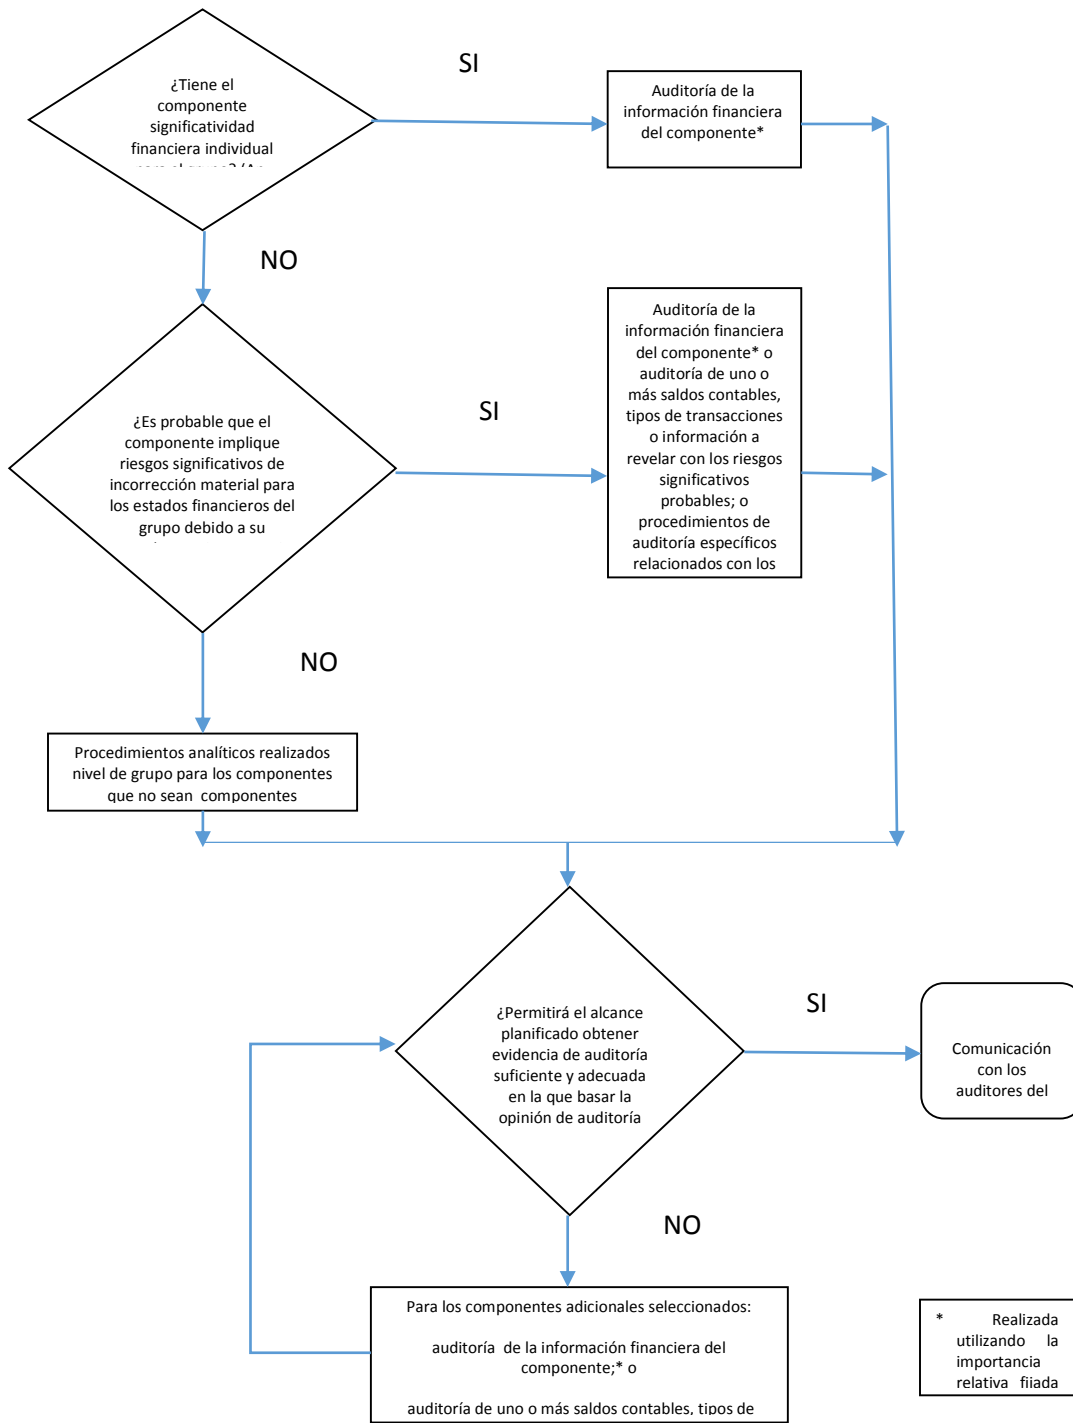 ¿Tiene el
componente
significatividad
financiera individual
SI
Auditoría de la
información financiera
del componente*
NO
¿Es probable que el
componente implique
riesgos significativos de
incorrección material para
los estados financieros del
grupo debido a su
SI
Auditoría de la
información financiera
del componente* o
auditoría de uno o
más saldos contables,
tipos de transacciones
o información a
revelar con los riesgos
significativos
probables; o
procedimientos de
auditoría específicos
relacionados con los
NO
Procedimientos analíticos realizados
nivel de grupo para los componentes
que no sean componentes
¿Permitirá el alcance
planificado obtener
evidencia de auditoría
suficiente y adecuada
en la que basar la
opinión de auditoría
SI
Comunicación
con los
auditores del
NO
Para los componentes adicionales seleccionados:
auditoría de la información financiera del
componente;* o
auditoría de uno o más saldos contables, tipos de
* Realizada
utilizando la
importancia
relativa fijada